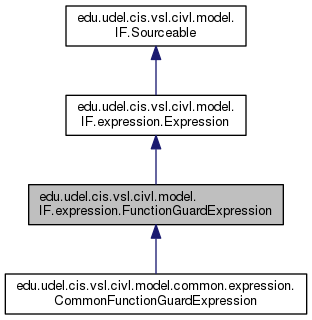 edu.udel.cis.vsl.civl.model.
IF.Sourceable
edu.udel.cis.vsl.civl.model.
IF.expression.Expression
edu.udel.cis.vsl.civl.model.
IF.expression.FunctionGuardExpression
edu.udel.cis.vsl.civl.model.common.expression.
CommonFunctionGuardExpression